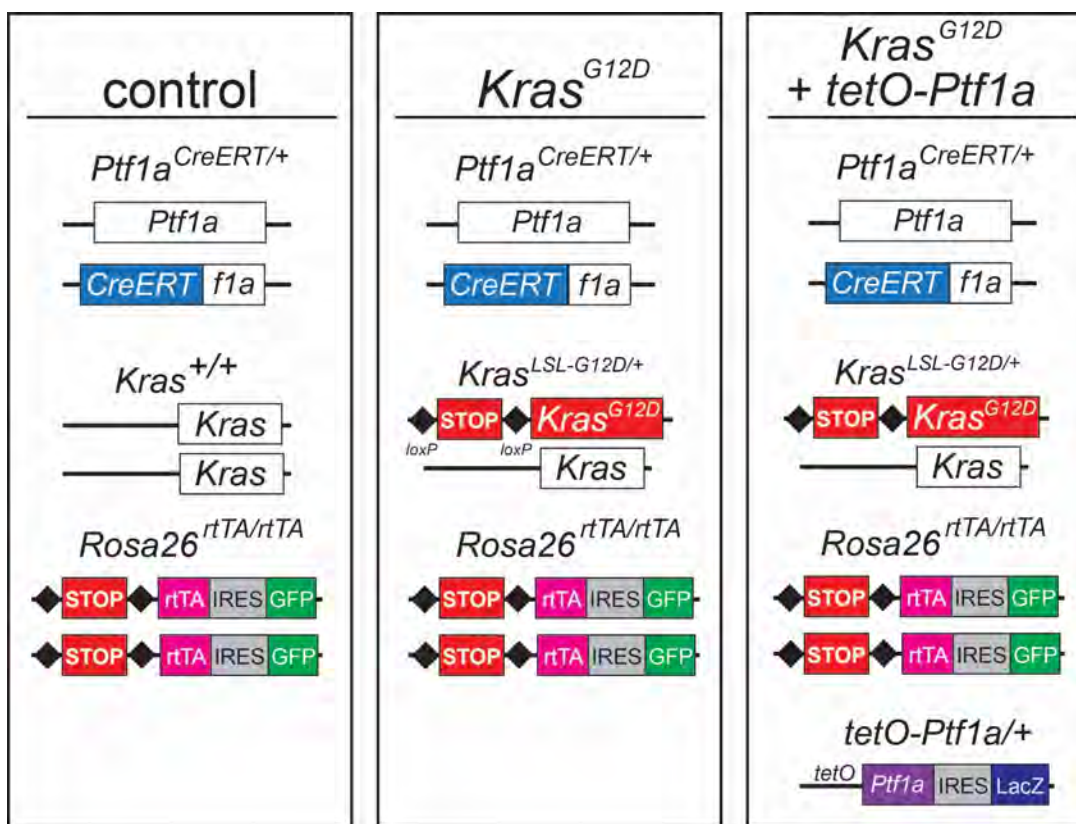 control
Ptf1a^CreERT/+
Ptf1a
CreERT f1a
Kras^+/+
Kras
Kras
Rosa26^rtTA/rtTA
STOP rtTA IRES GFP
STOP rtTA IRES GFP
Kras^G12D
Ptf1a^CreERT/+
Ptf1a
CreERT f1a
Kras^LSL-G12D/+
STOP Kras^G12D
loxP loxP Kras
Rosa26^rtTA/rtTA
STOP rtTA IRES GFP
STOP rtTA IRES GFP
Kras^G12D
+ tetO-Ptf1a
Ptf1a^CreERT/+
Ptf1a
CreERT f1a
Kras^LSL-G12D/+
STOP Kras^G12D
Kras
Rosa26^rtTA/rtTA
STOP rtTA IRES GFP
STOP rtTA IRES GFP
tetO-Ptf1a/+
tetO Ptf1a IRES LacZ